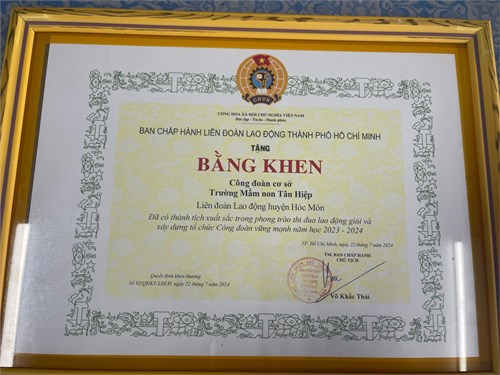 CĐVN
CỘNG HÒA XÃ HỘI CHỦ NGHĨA VIỆT NAM
Độc lập - Tự do - Hạnh phúc
BAN CHẤP HÀNH LIÊN ĐOÀN LAO ĐỘNG THÀNH PHỐ HỒ CHÍ MINH
TẶNG
BẰNG KHEN
Công đoàn cơ sở
Trường Mầm non Tân Hiệp
Liên đoàn Lao động huyện Hóc Môn
Đã có thành tích xuất sắc trong phong trào thi đua lao động giỏi và
xây dựng tổ chức Công đoàn vững mạnh năm học 2023 - 2024
TP Hồ Chí Minh, ngày 22 tháng 7 năm 2024
TM. BAN CHẤP HÀNH
CHỦ TỊCH
Quyết định khen thưởng
Số 02/QĐKT-LĐLĐ, ngày 22 tháng 7 năm 2024
Võ Khắc Thái